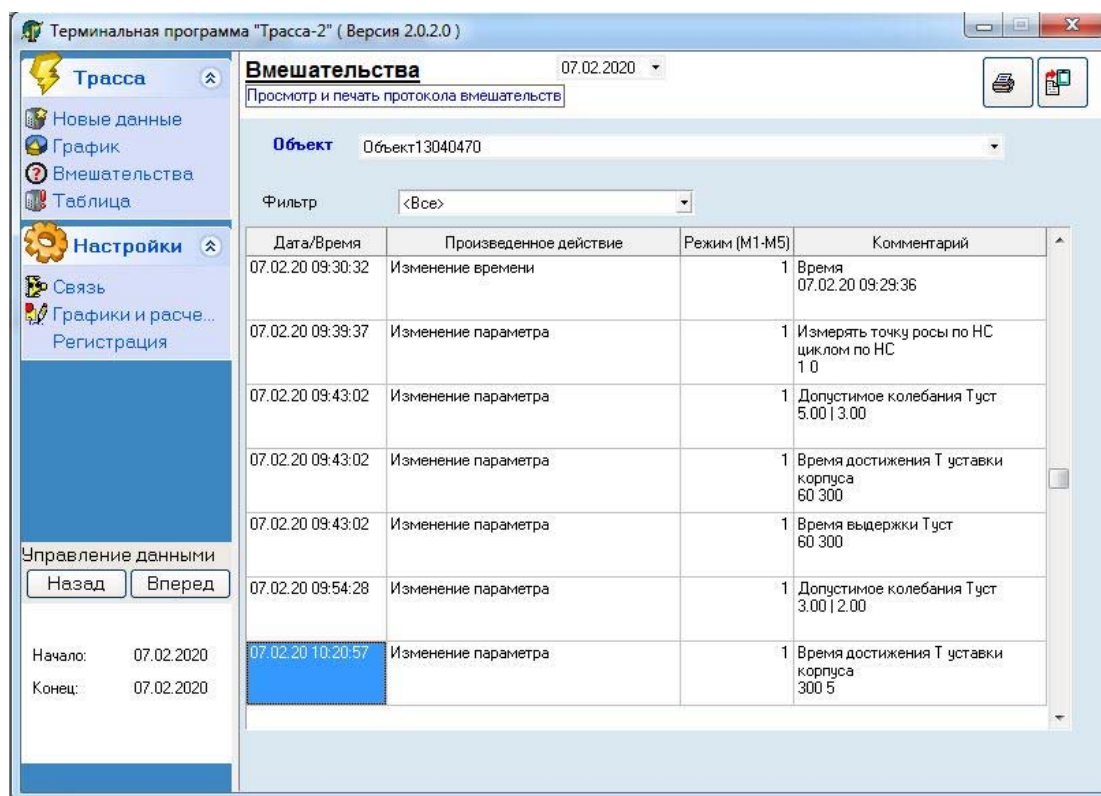 Терминальная программа "Трасса-2" ( Версия 2.0.2.0 )
Трасса
Новые данные
График
Вмешательства
Таблица
Настройки
Связь
Графики и расче...
Регистрация
Управление данными
Назад
Вперед
Начало: 07.02.2020
Конец: 07.02.2020
Вмешательства
07.02.2020
Просмотр и печать протокола вмешательств
Объект
Объект13040470
Фильтр
<Все>
Дата/Время Произведенное действие Режим (М1-М5) Комментарий
07.02.20 09:30:32 Изменение времени 1 Время
07.02.20 09:29:36
07.02.20 09:39:37 Изменение параметра 1 Измерять точку росы по НС
циклом по НС
1 0
07.02.20 09:43:02 Изменение параметра 1 Допустимое колебания Туст
5.00 | 3.00
07.02.20 09:43:02 Изменение параметра 1 Время достижения Т уставки
корпуса
60 300
07.02.20 09:43:02 Изменение параметра 1 Время выдержки Туст
60 300
07.02.20 09:54:28 Изменение параметра 1 Допустимое колебания Туст
3.00 | 2.00
07.02.20 10:20:57 Изменение параметра 1 Время достижения Т уставки
корпуса
300 5